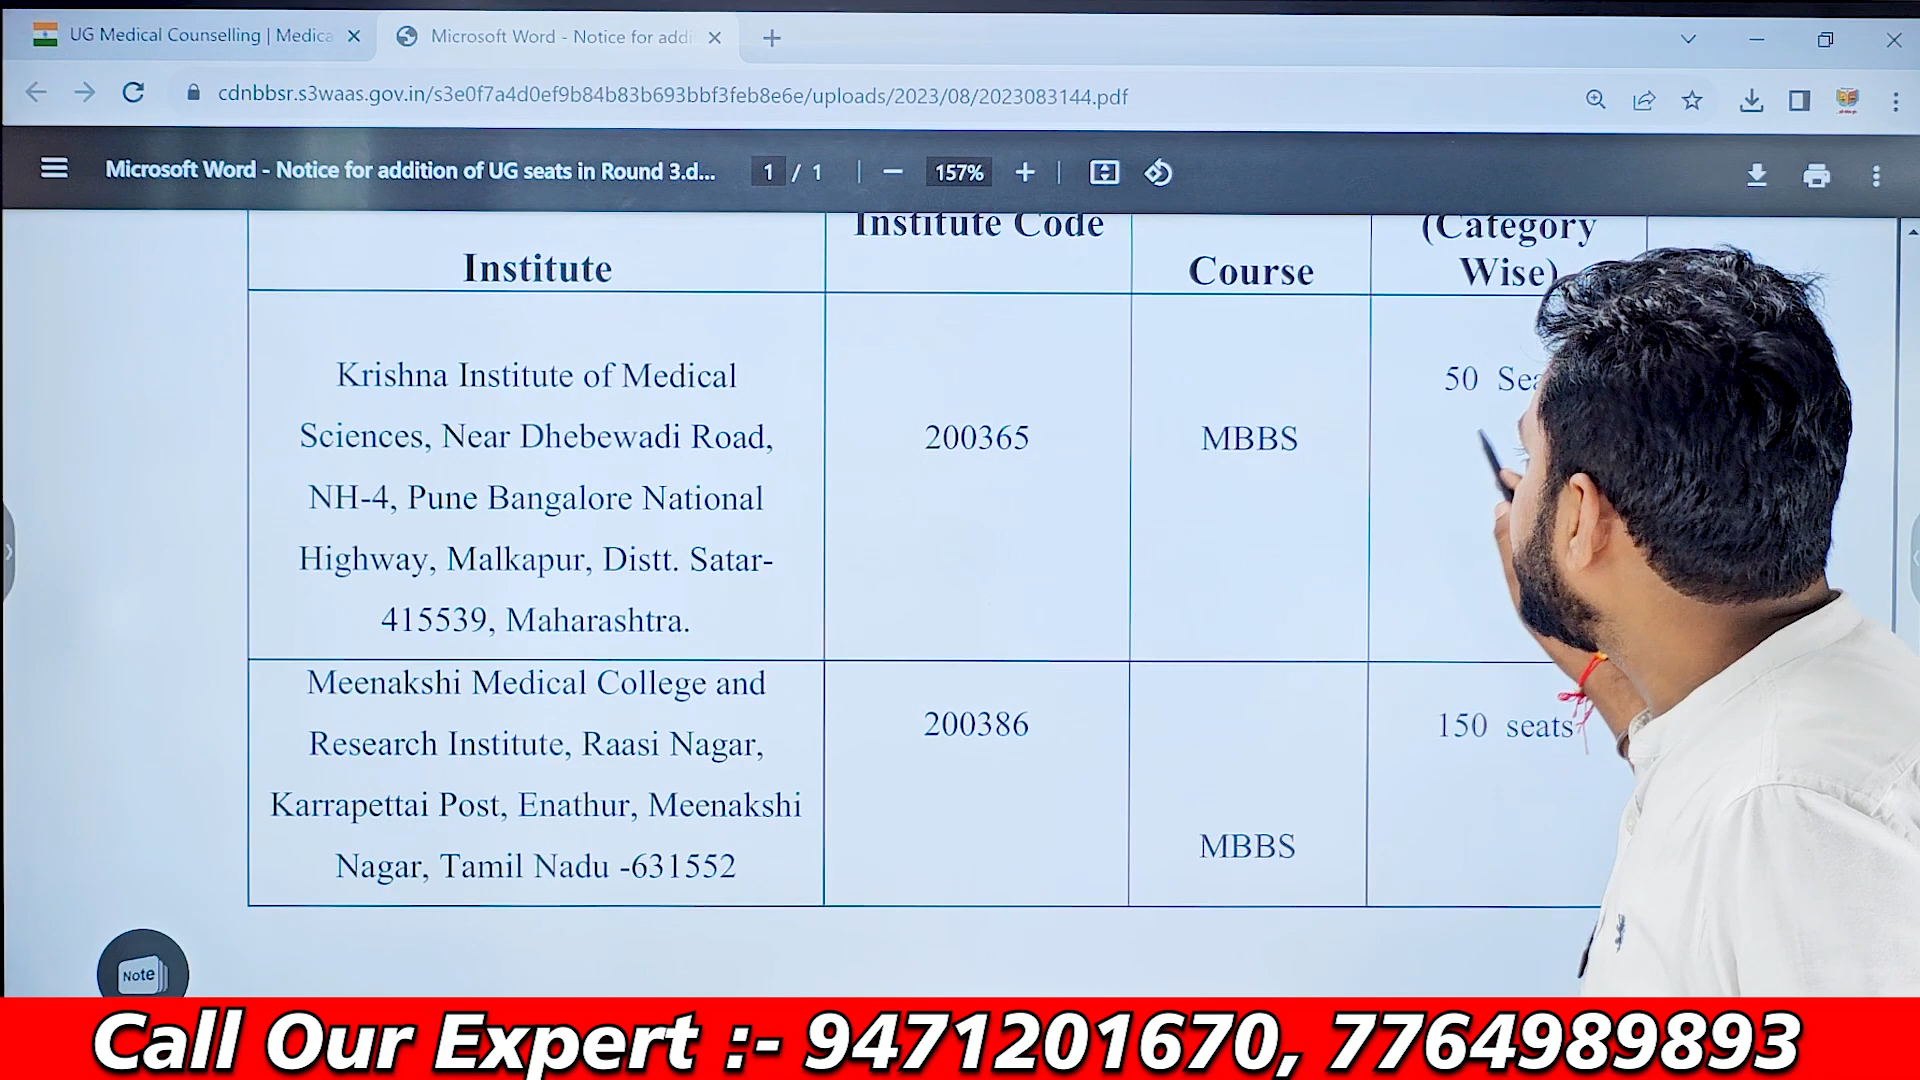 UG Medical Counselling | Medica
Microsoft Word - Notice for addi
cdnbbsr.s3waas.gov.in/s3e0f7a4d0ef9b84b83b693bbf3feb8e6e/uploads/2023/08/2023083144.pdf
Microsoft Word - Notice for addition of UG seats in Round 3.d...
1 / 1
157%
Institute
Institute Code
Course
(Category
Wise)
Krishna Institute of Medical
Sciences, Near Dhebewadi Road,
NH-4, Pune Bangalore National
Highway, Malkapur, Distt. Satar-
415539, Maharashtra.
200365
MBBS
50 Sea
Meenakshi Medical College and
Research Institute, Raasi Nagar,
Karrapettai Post, Enathur, Meenakshi
Nagar, Tamil Nadu -631552
200386
MBBS
150 seats
Note
Call Our Expert :- 9471201670, 7764989893